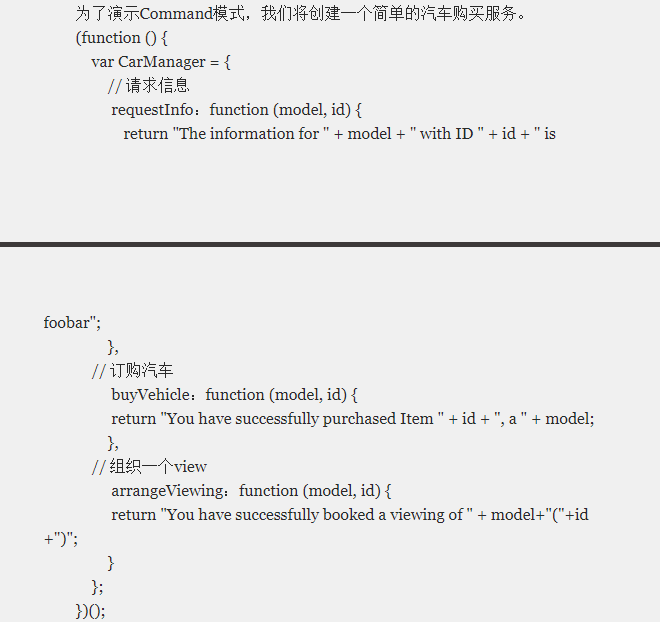 为了演示Command模式，我们将创建一个简单的汽车购买服务。
(function () {
var CarManager = {
// 请求信息
requestInfo：function (model, id) {
return "The information for " + model + " with ID " + id + " is
foobar";
},
// 订购汽车
buyVehicle：function (model, id) {
return "You have successfully purchased Item " + id + ", a " + model;
},
// 组织一个view
arrangeViewing：function (model, id) {
return "You have successfully booked a viewing of " + model+"("+id
+")";
}
};
})();